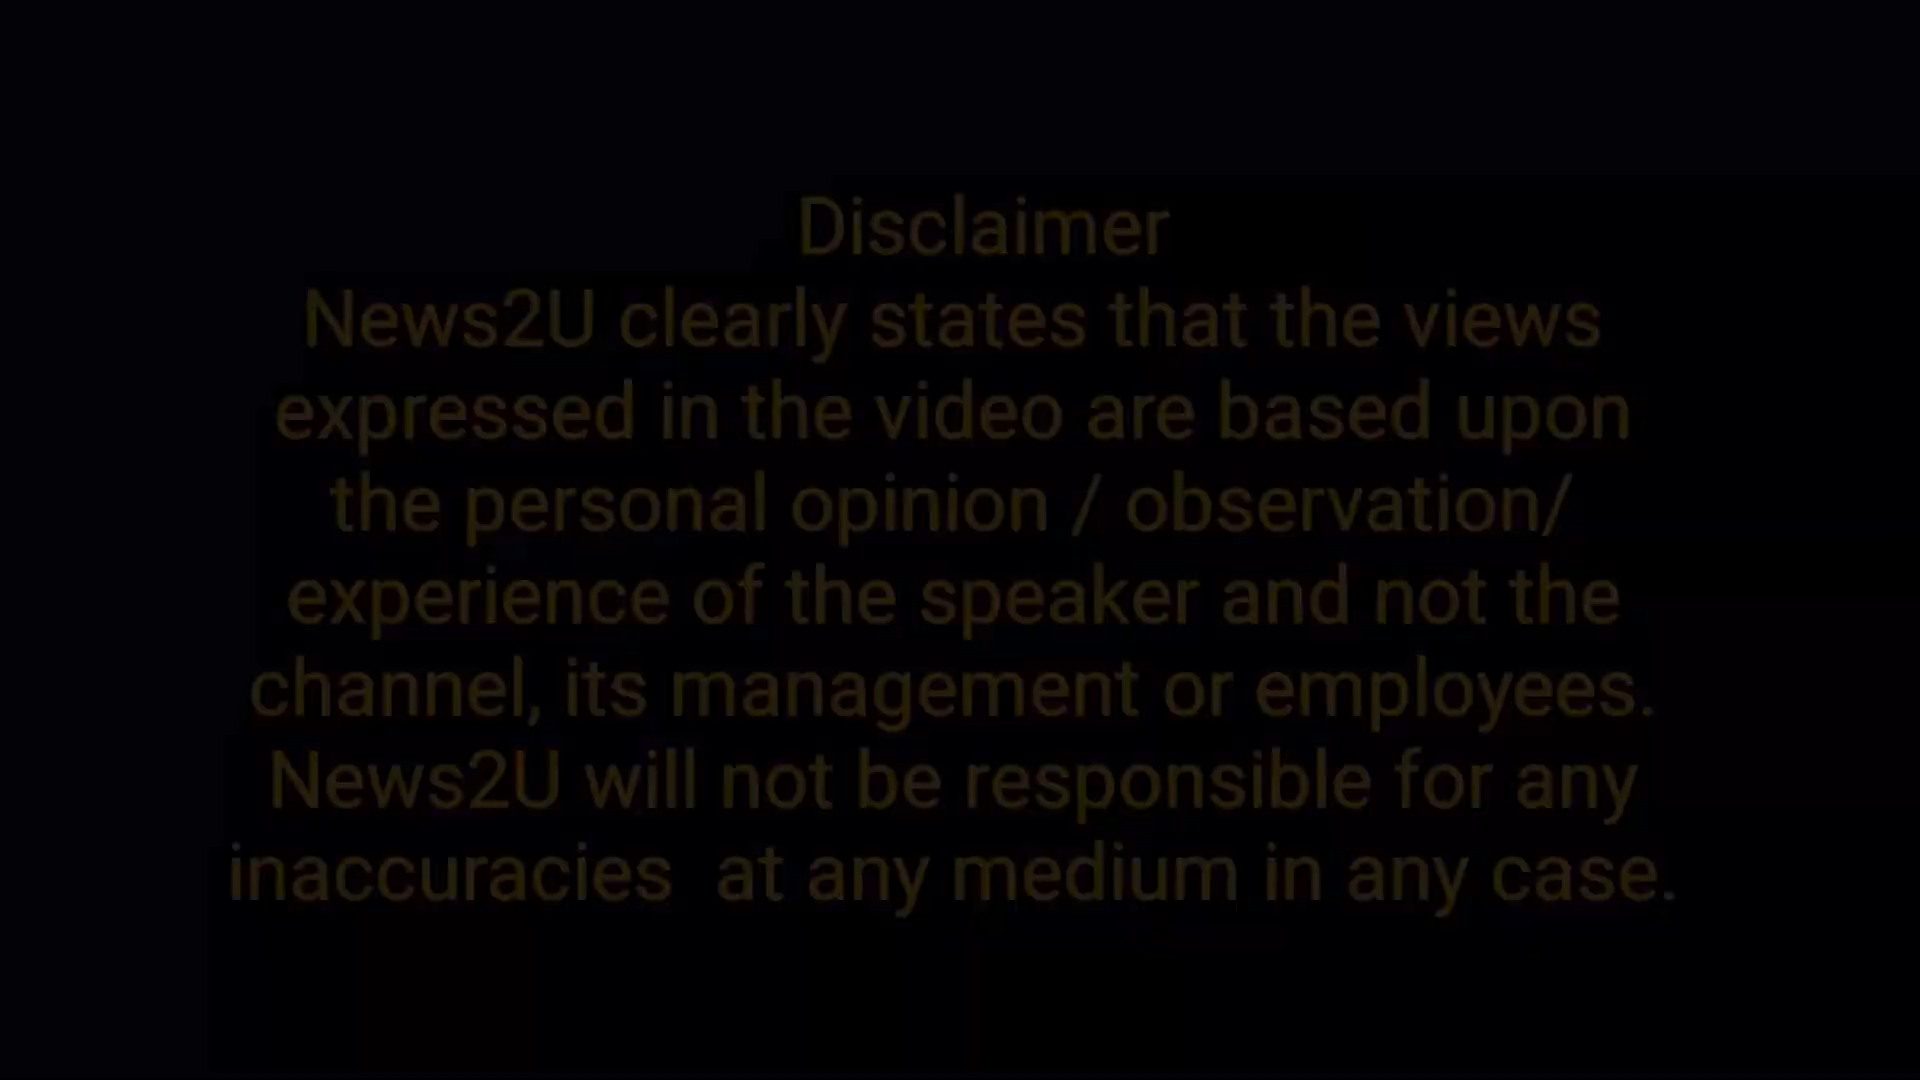 Disclaimer
News2U clearly states that the views
expressed in the video are based upon
the personal opinion / observation/
experience of the speaker and not the
channel, its management or employees.
News2U will not be responsible for any
inaccuracies  at any medium in any case.